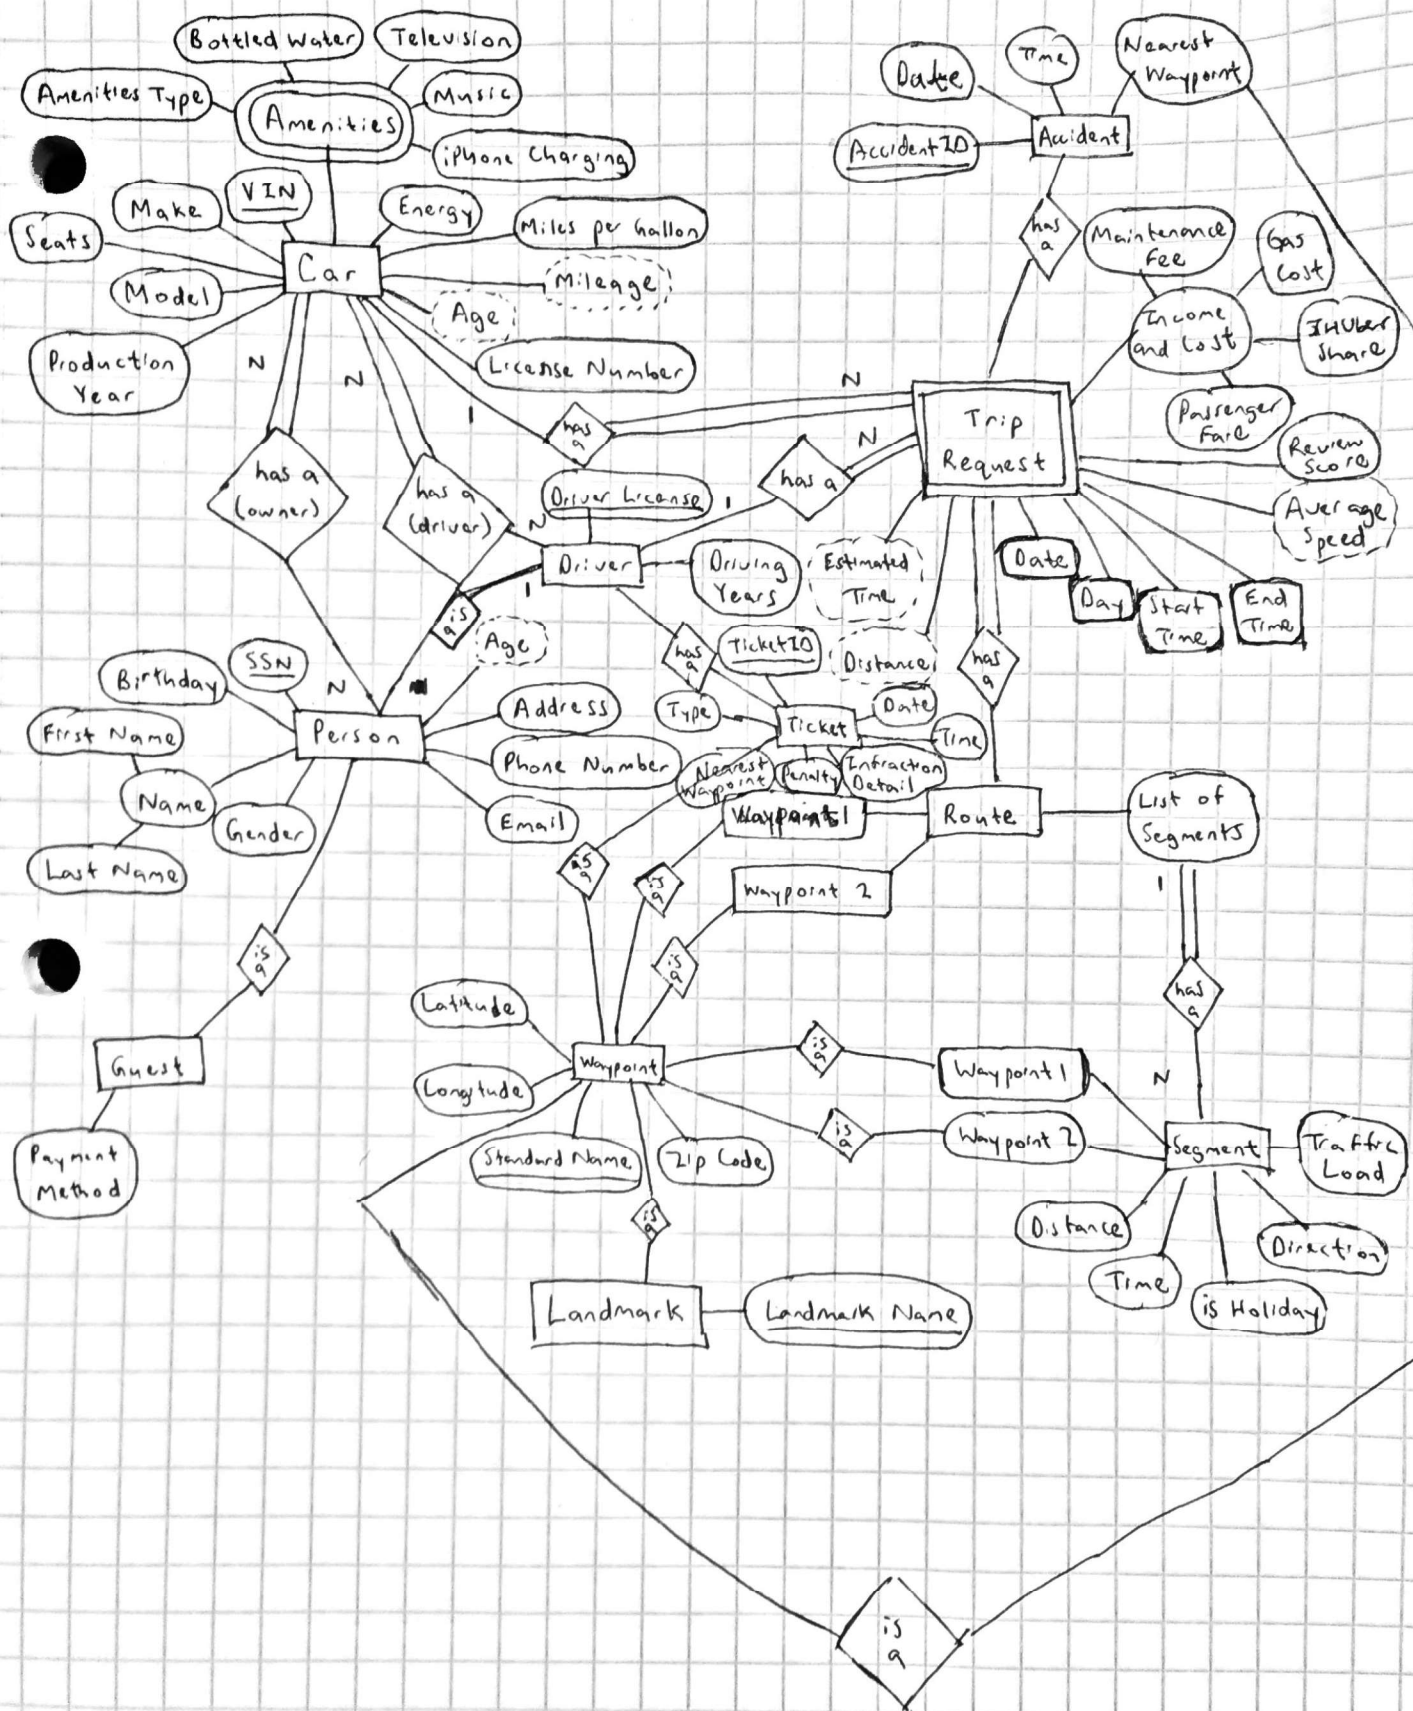 Bottled Water
Television
Amenities Type
Amenities
Music
iPhone Charging
Make
VIN
Energy
Seats
Miles per Gallon
Car
Mileage
Model
Age
Production
Year
License Number
N
N
1
has
a
N
has a
(owner)
has a
(driver)
N
Driver License
1
has a
N
Driver
1
Driving
Years
is
a
Date
Time
Nearest
Waypoint
AccidentID
Accident
has
a
Maintenance
Fee
Gas
Cost
Income
and Cost
IHUber
Share
Passenger
Fair
Trip
Request
Review
Score
Average
Speed
Estimated
Time
Date
Day
Start
Time
End
Time
Distance
has
a
has
a
TicketID
Type
Ticket
Date
Time
Nearest
Waypoint
Penalty
Infraction
Detail
Age
SSN
Birthday
N
Address
First Name
Person
Phone Number
Name
Gender
Email
Last Name
is
a
Guest
Payment
Method
Waypoint 1
Route
List of
Segments
Waypoint 2
is
a
is
a
is
a
1
has
a
N
Latitude
Waypoint
is
a
Waypoint 1
Longitude
is
a
Waypoint 2
Segment
Traffic
Load
Standard Name
Zip Code
is
a
Distance
Direction
Time
is Holiday
Landmark
Landmark Name
is
a